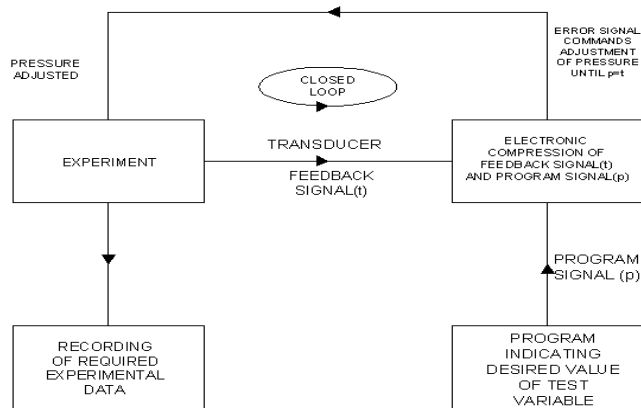 PRESSURE
ADJUSTED
ERROR SIGNAL
COMMANDS
ADJUSTMENT
OF PRESSURE
UNTIL p=t
CLOSED
LOOP
EXPERIMENT
TRANSDUCER
FEEDBACK
SIGNAL(t)
ELECTRONIC
COMPRESSION OF
FEEDBACK SIGNAL(t)
AND PROGRAM SIGNAL(p)
PROGRAM
SIGNAL (p)
RECORDING
OF REQUIRED
EXPERIMENTAL
DATA
PROGRAM
INDICATING
DESIRED VALUE
OF TEST
VARIABLE